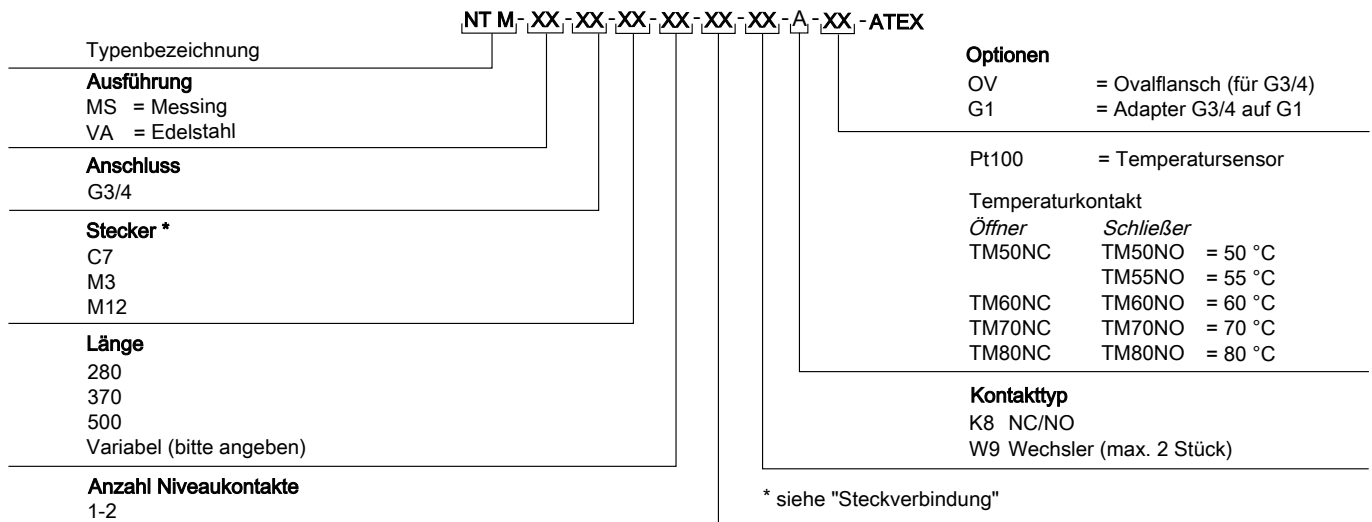 NT M - XX - XX - XX - XX - XX - XX - A - XX - ATEX
Typenbezeichnung
Ausführung
MS = Messing
VA = Edelstahl
Anschluss
G3/4
Stecker *
C7
M3
M12
Länge
280
370
500
Variabel (bitte angeben)
Anzahl Niveaukontakte
1-2
Optionen
OV = Ovalflansch (für G3/4)
G1 = Adapter G3/4 auf G1
Pt100 = Temperatursensor
Temperaturkontakt
Öffner Schließer
TM50NC TM50NO = 50 °C
TM55NO = 55 °C
TM60NC TM60NO = 60 °C
TM70NC TM70NO = 70 °C
TM80NC TM80NO = 80 °C
Kontakttyp
K8 NC/NO
W9 Wechsler (max. 2 Stück)
* siehe "Steckverbindung"